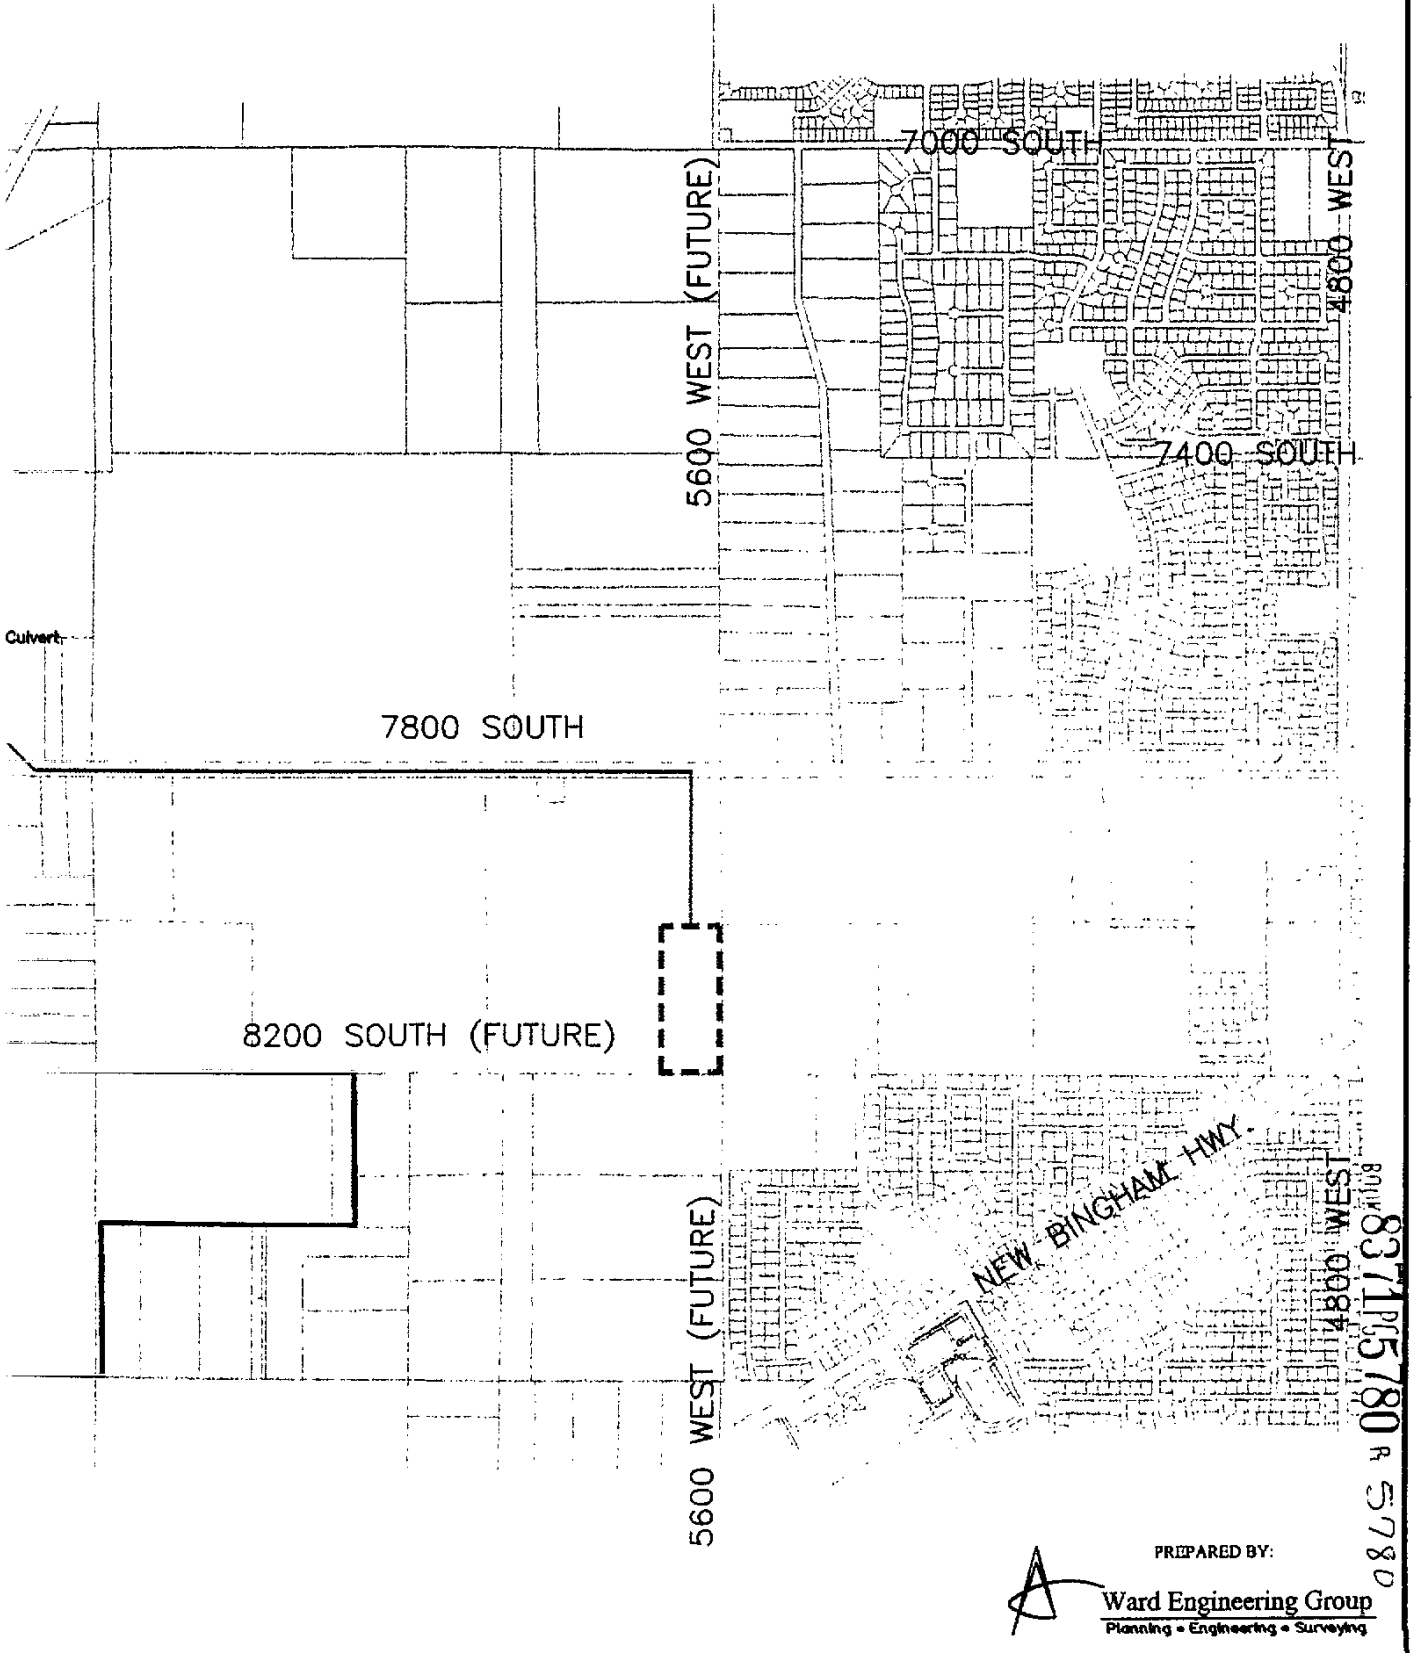 7000 SOUTH
4800 WEST
5600 WEST (FUTURE)
7400 SOUTH
Culvert
7800 SOUTH
8200 SOUTH (FUTURE)
NEW BINGHAM HWY.
4800 WEST
5600 WEST (FUTURE)
BOOK 8371 PG 5780 A 5780
PREPARED BY:
Ward Engineering Group
Planning • Engineering • Surveying